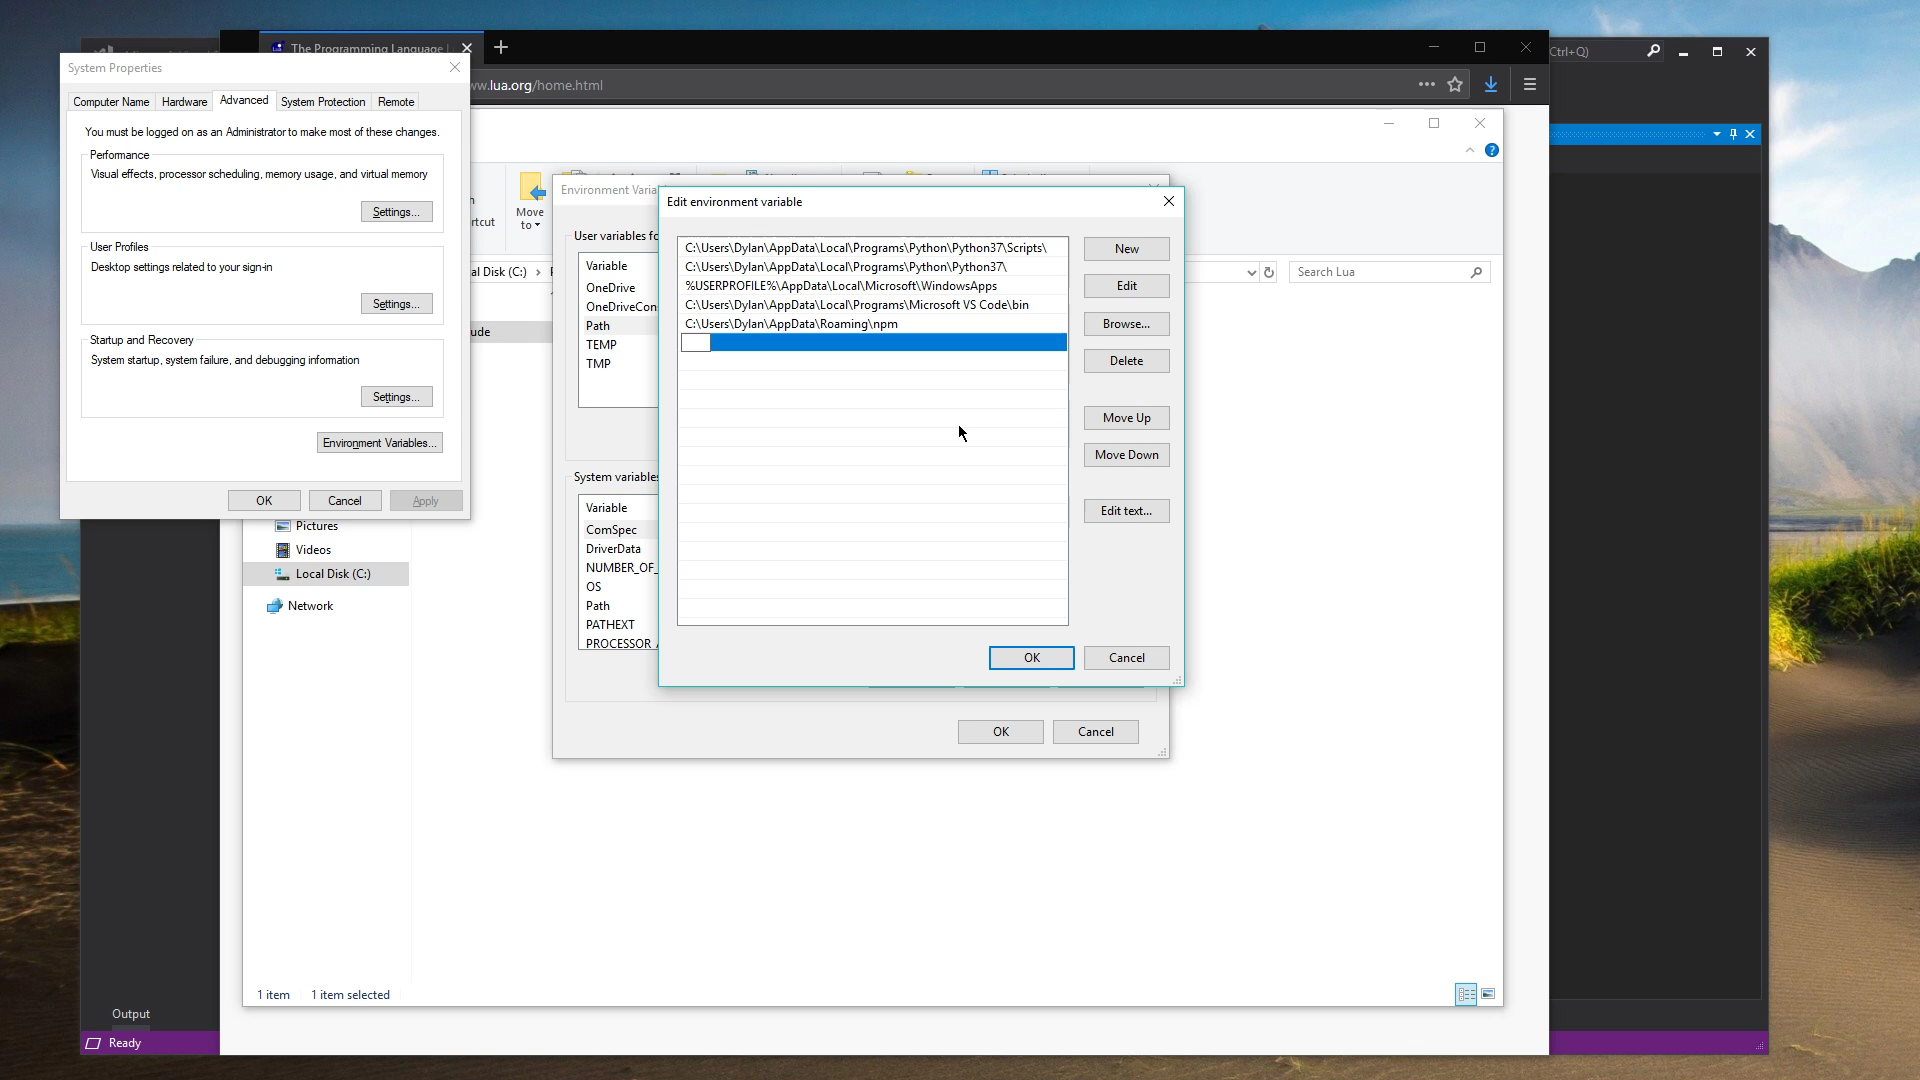 The Programming Language
Ctrl+Q)
System Properties
ww.lua.org/home.html
Computer Name
Hardware
Advanced
System Protection
Remote
You must be logged on as an Administrator to make most of these changes.
Performance
Visual effects, processor scheduling, memory usage, and virtual memory
Settings...
User Profiles
Desktop settings related to your sign-in
Settings...
Startup and Recovery
System startup, system failure, and debugging information
Settings...
Environment Variables...
OK
Cancel
Apply
rtcut
Move
to
al Disk (C:)
Search Lua
ude
Environment Varia
User variables fo
Variable
OneDrive
OneDriveCon
Path
TEMP
TMP
System variables
Variable
ComSpec
DriverData
NUMBER_OF_
OS
Path
PATHEXT
PROCESSOR_
OK
Cancel
Edit environment variable
C:\Users\Dylan\AppData\Local\Programs\Python\Python37\Scripts\
C:\Users\Dylan\AppData\Local\Programs\Python\Python37\
%USERPROFILE%\AppData\Local\Microsoft\WindowsApps
C:\Users\Dylan\AppData\Local\Programs\Microsoft VS Code\bin
C:\Users\Dylan\AppData\Roaming\npm
New
Edit
Browse...
Delete
Move Up
Move Down
Edit text...
OK
Cancel
Pictures
Videos
Local Disk (C:)
Network
1 item
1 item selected
Output
Ready